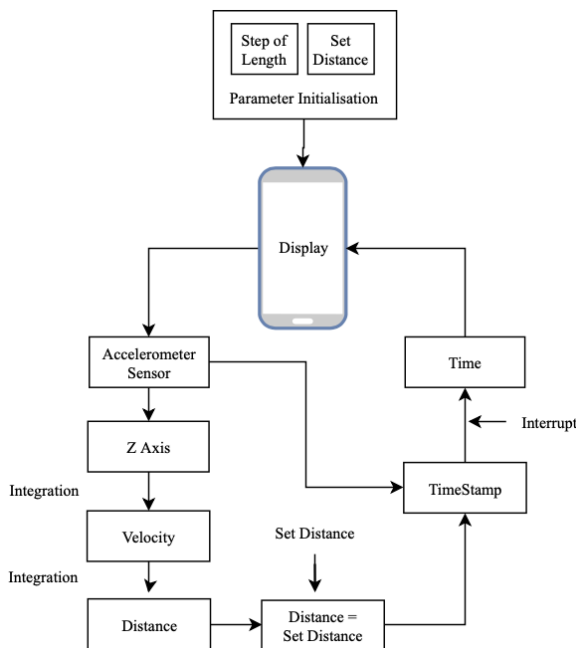 Step of
Length
Set
Distance
Parameter Initialisation
Display
Accelerometer
Sensor
Time
Interrupt
Z Axis
TimeStamp
Integration
Velocity
Set Distance
Integration
Distance
Distance =
Set Distance